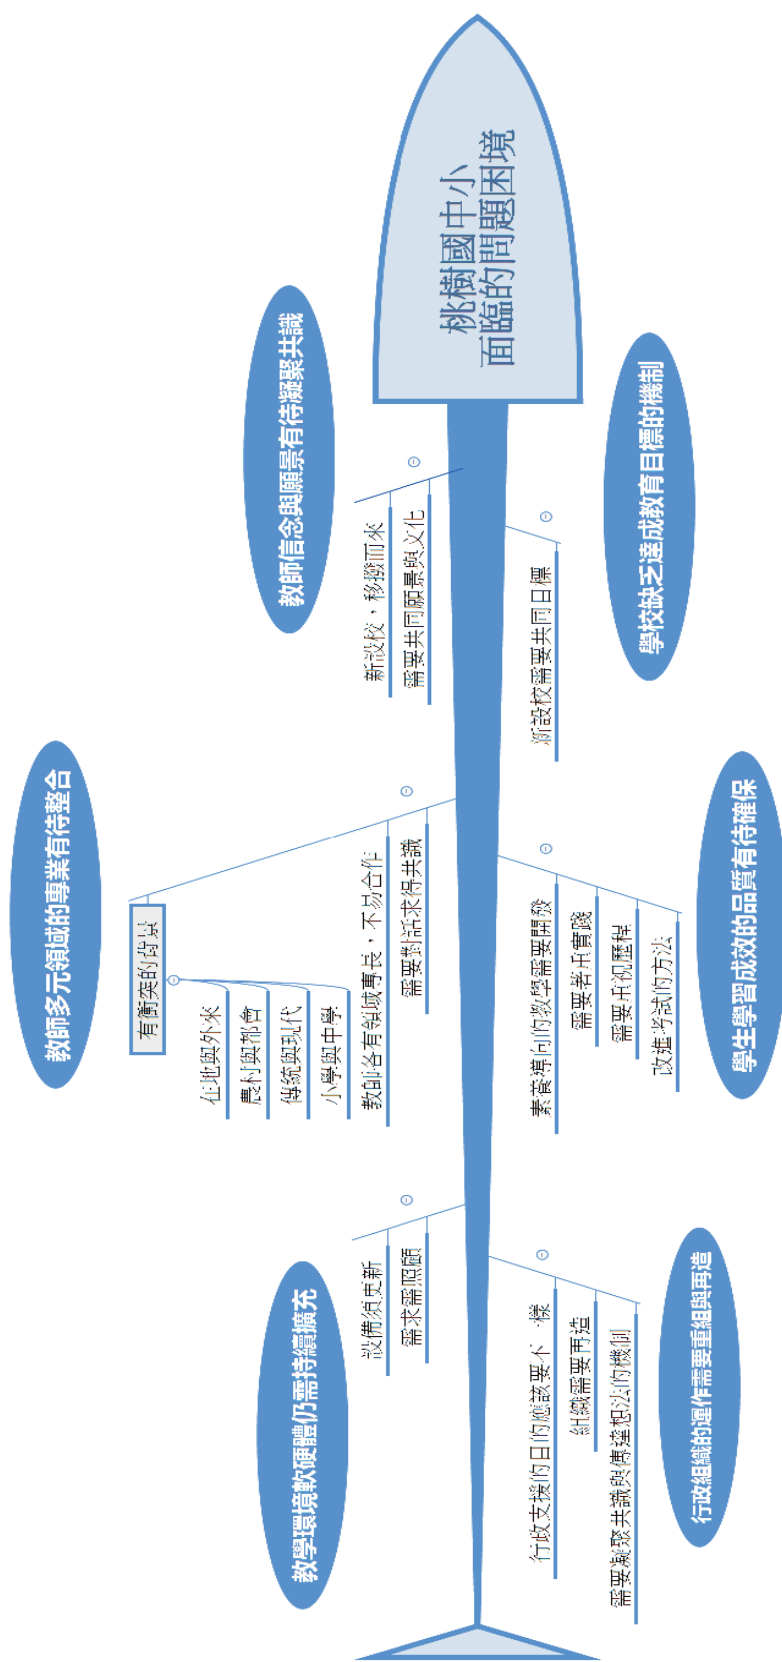 桃樹國中小
面臨的問題困境
教師信念與願景有待凝聚共識
新設校，移撥而來
需要共同願景與文化
教師多元領域的專業有待整合
有衝突的背景
在地與外來
農村與都會
傳統與現代
小學與中學
教師各有領域專長，不易合作
需要對話求得共識
教學環境軟硬體仍需持續擴充
設備須更新
需求需照顧
學校缺乏達成教育目標的機制
新設校需要共同目標
學生學習成效的品質有待確保
素養導向的教學需要開發
需要著重實踐
需要重視歷程
改進考試的方法
行政組織的運作需要重組與再造
行政支援的目的應該要不一樣
組織需要再造
需要凝聚共識與傳達想法的機制